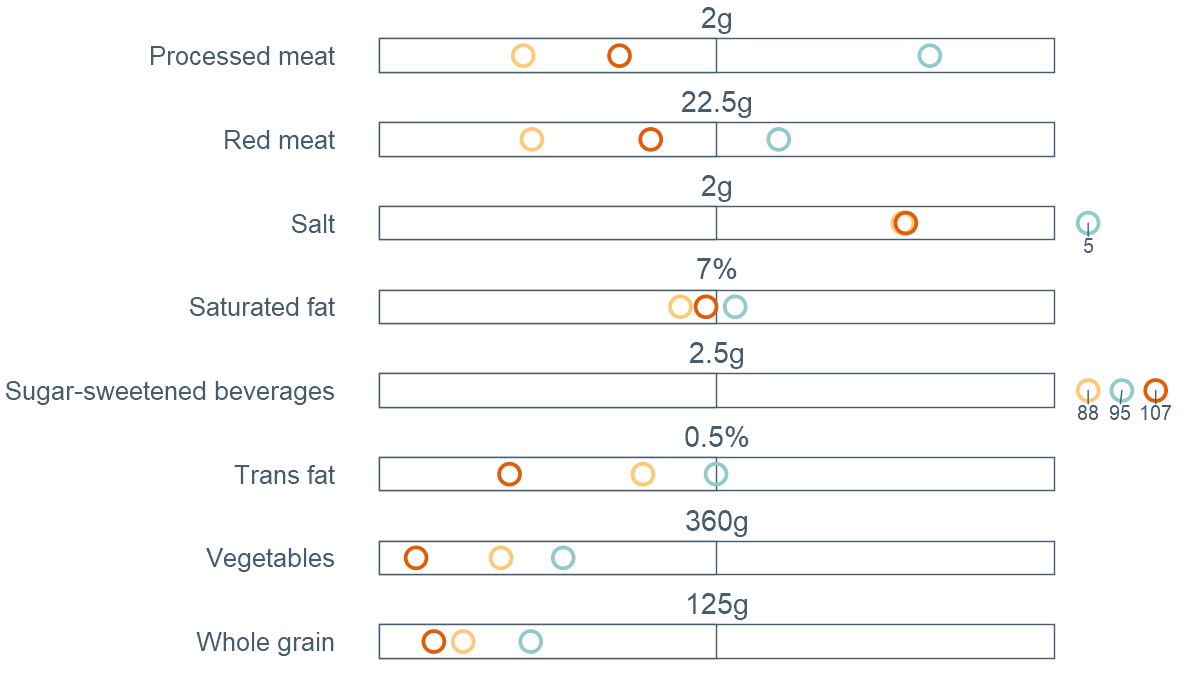 2g
Processed meat
22.5g
Red meat
2g
Salt
5
7%
Saturated fat
2.5g
Sugar-sweetened beverages
88 95 107
0.5%
Trans fat
360g
Vegetables
125g
Whole grain